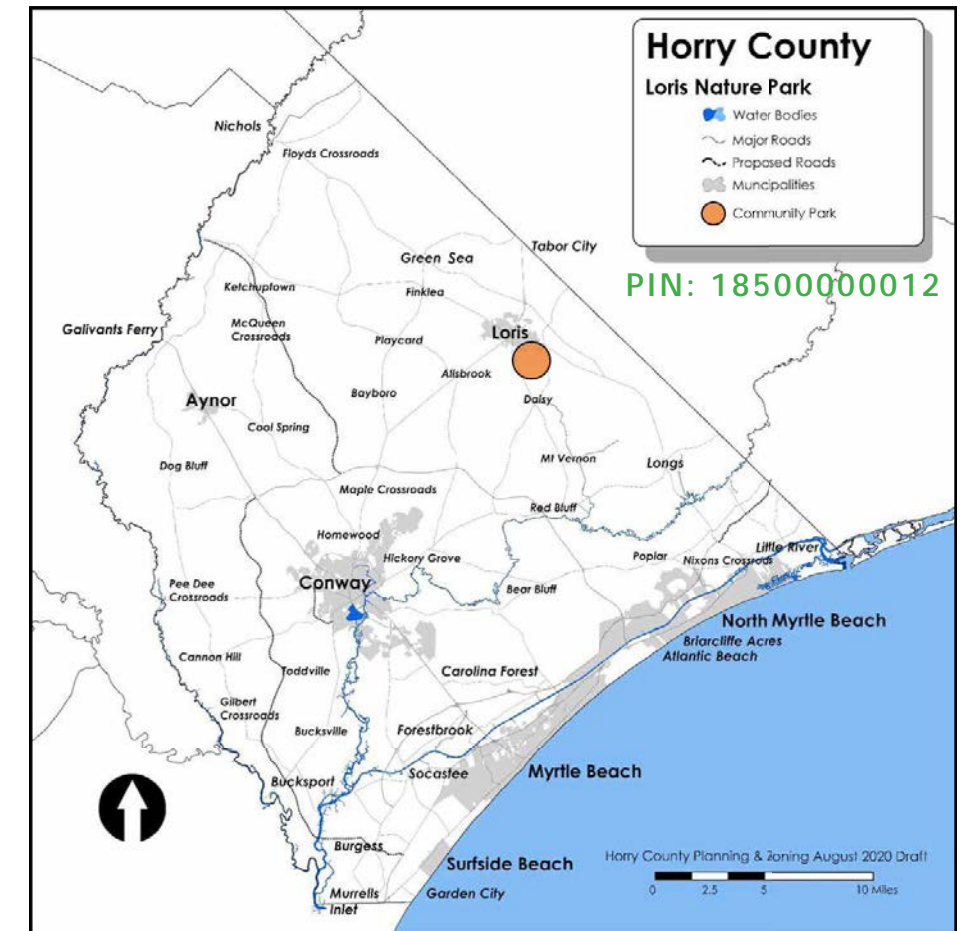 Horry County
Loris Nature Park
Water Bodies
Major Roads
Proposed Roads
Muncipalities
Community Park
PIN: 18500000012
Nichols
Floyds Crossroads
Tabor City
Green Sea
Ketchuptown
Finklea
Galivants Ferry
McQueen
Crossroads
Playcard
Loris
Allsbrook
Aynor
Bayboro
Daisy
Cool Spring
Dog Bluff
Mt Vernon
Longs
Maple Crossroads
Red Bluff
Homewood
Hickory Grove
Poplar
Nixons Crossroads
Little River
Conway
Pee Dee
Crossroads
Bear Bluff
North Myrtle Beach
Briarcliffe Acres
Atlantic Beach
Cannon Hill
Toddville
Carolina Forest
Gilbert
Crossroads
Bucksville
Forestbrook
Bucksport
Socastee
Myrtle Beach
Burgess
Surfside Beach
Murrells
Inlet
Garden City
Horry County Planning & Zoning August 2020 Draft
0 2.5 5 10 Miles